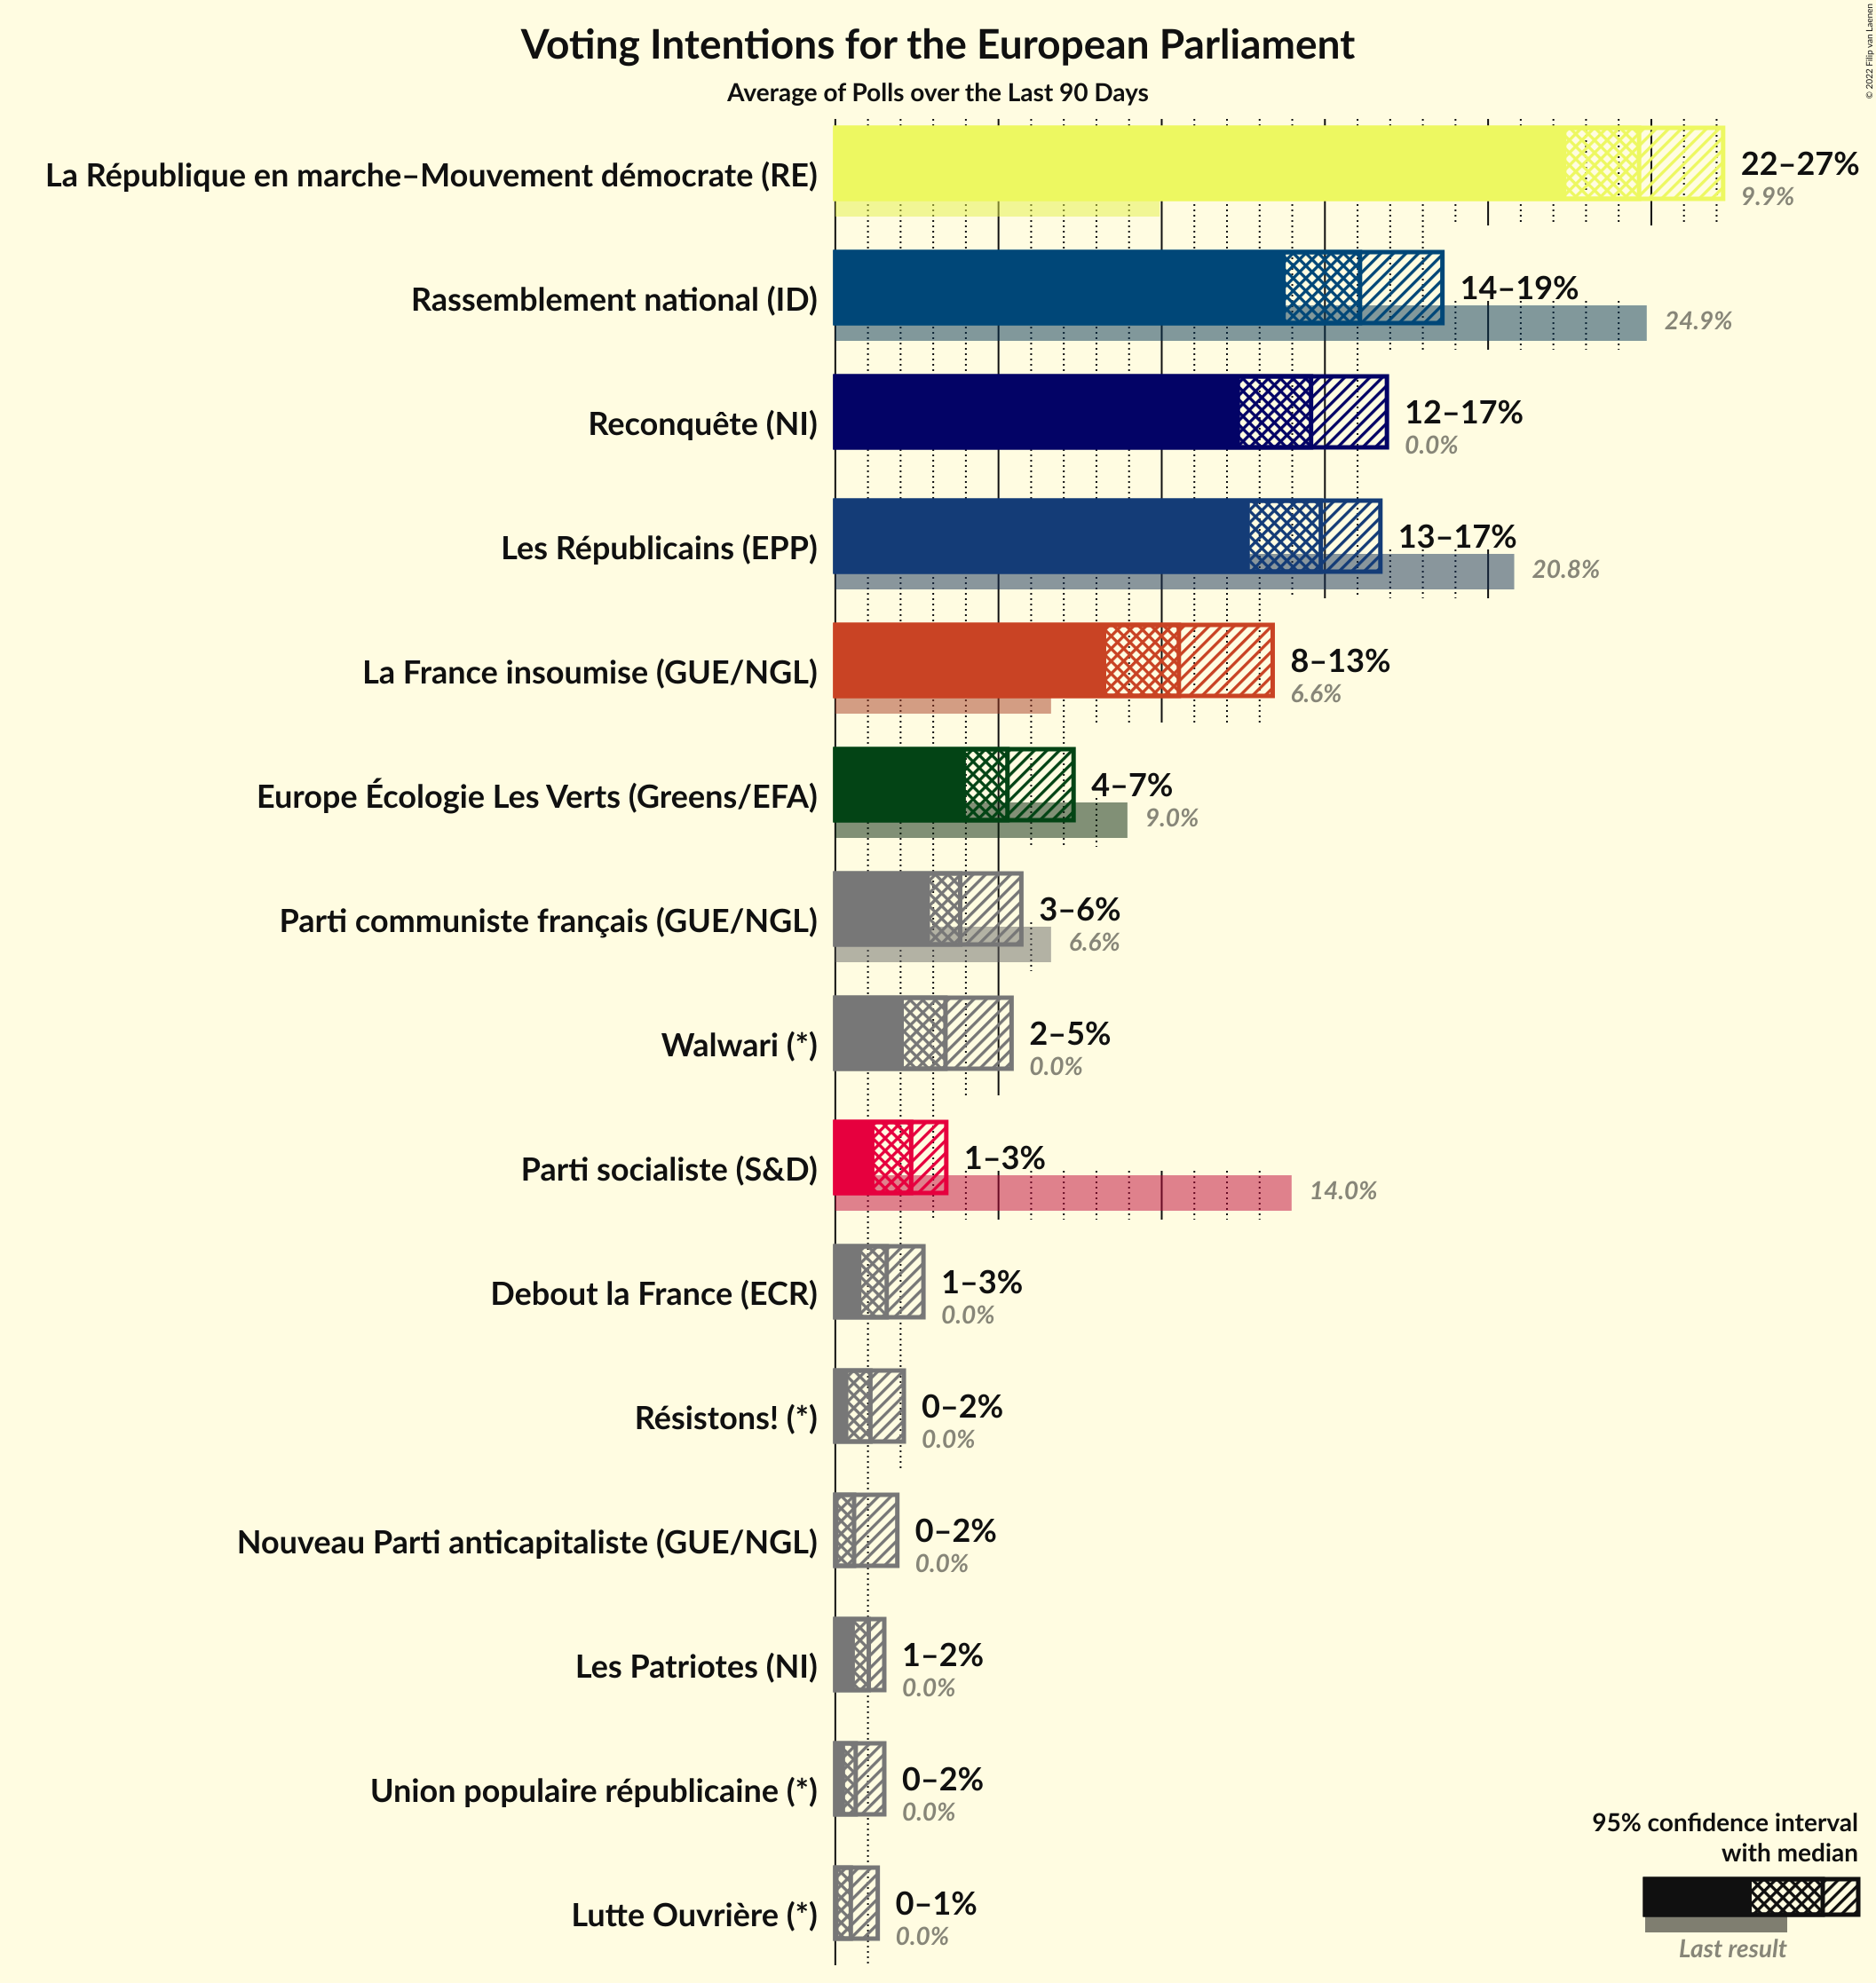 Voting Intentions for the European Parliament
Average of Polls over the Last 90 Days
© 2022 Filip van Laenen
La République en marche–Mouvement démocrate (RE)
22–27%
9.9%
Rassemblement national (ID)
14–19%
24.9%
Reconquête (NI)
12–17%
0.0%
Les Républicains (EPP)
13–17%
20.8%
La France insoumise (GUE/NGL)
8–13%
6.6%
Europe Écologie Les Verts (Greens/EFA)
4–7%
9.0%
Parti communiste français (GUE/NGL)
3–6%
6.6%
Walwari (*)
2–5%
0.0%
Parti socialiste (S&D)
1–3%
14.0%
Debout la France (ECR)
1–3%
0.0%
Résistons! (*)
0–2%
0.0%
Nouveau Parti anticapitaliste (GUE/NGL)
0–2%
0.0%
Les Patriotes (NI)
1–2%
0.0%
Union populaire républicaine (*)
0–2%
0.0%
Lutte Ouvrière (*)
0–1%
0.0%
95% confidence interval
with median
Last result